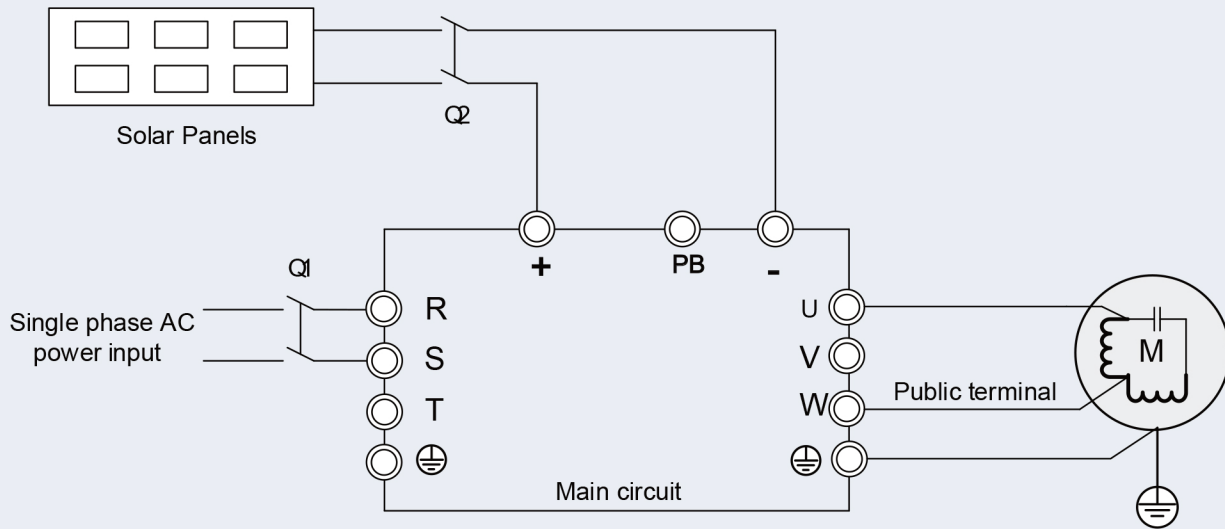 Solar Panels
Q2
+
PB
-
Q1
Single phase AC
power input
R
S
T
U
V
W
Public terminal
M
Main circuit